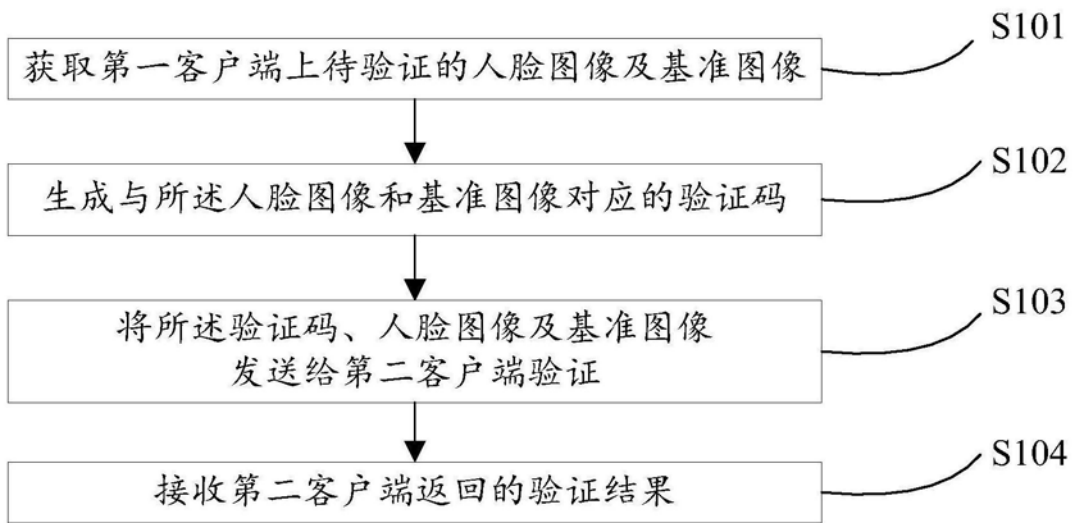 S101
获取第一客户端上待验证的人脸图像及基准图像
S102
生成与所述人脸图像和基准图像对应的验证码
S103
将所述验证码、人脸图像及基准图像
发送给第二客户端验证
S104
接收第二客户端返回的验证结果